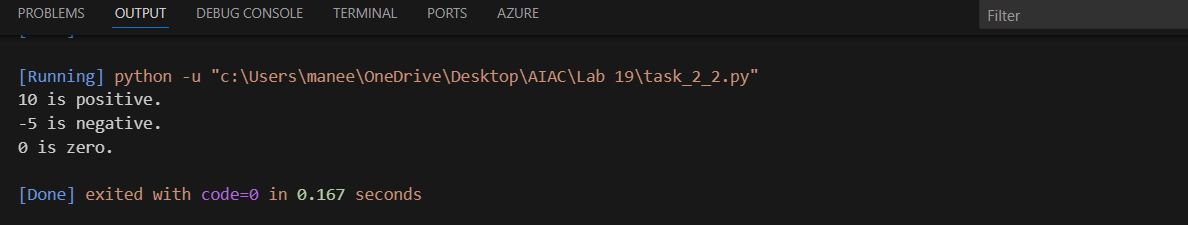 PROBLEMS OUTPUT DEBUG CONSOLE TERMINAL PORTS AZURE Filter
[Running] python -u "c:\Users\manee\OneDrive\Desktop\AIAC\Lab 19\task_2_2.py"
10 is positive.
-5 is negative.
0 is zero.
[Done] exited with code=0 in 0.167 seconds